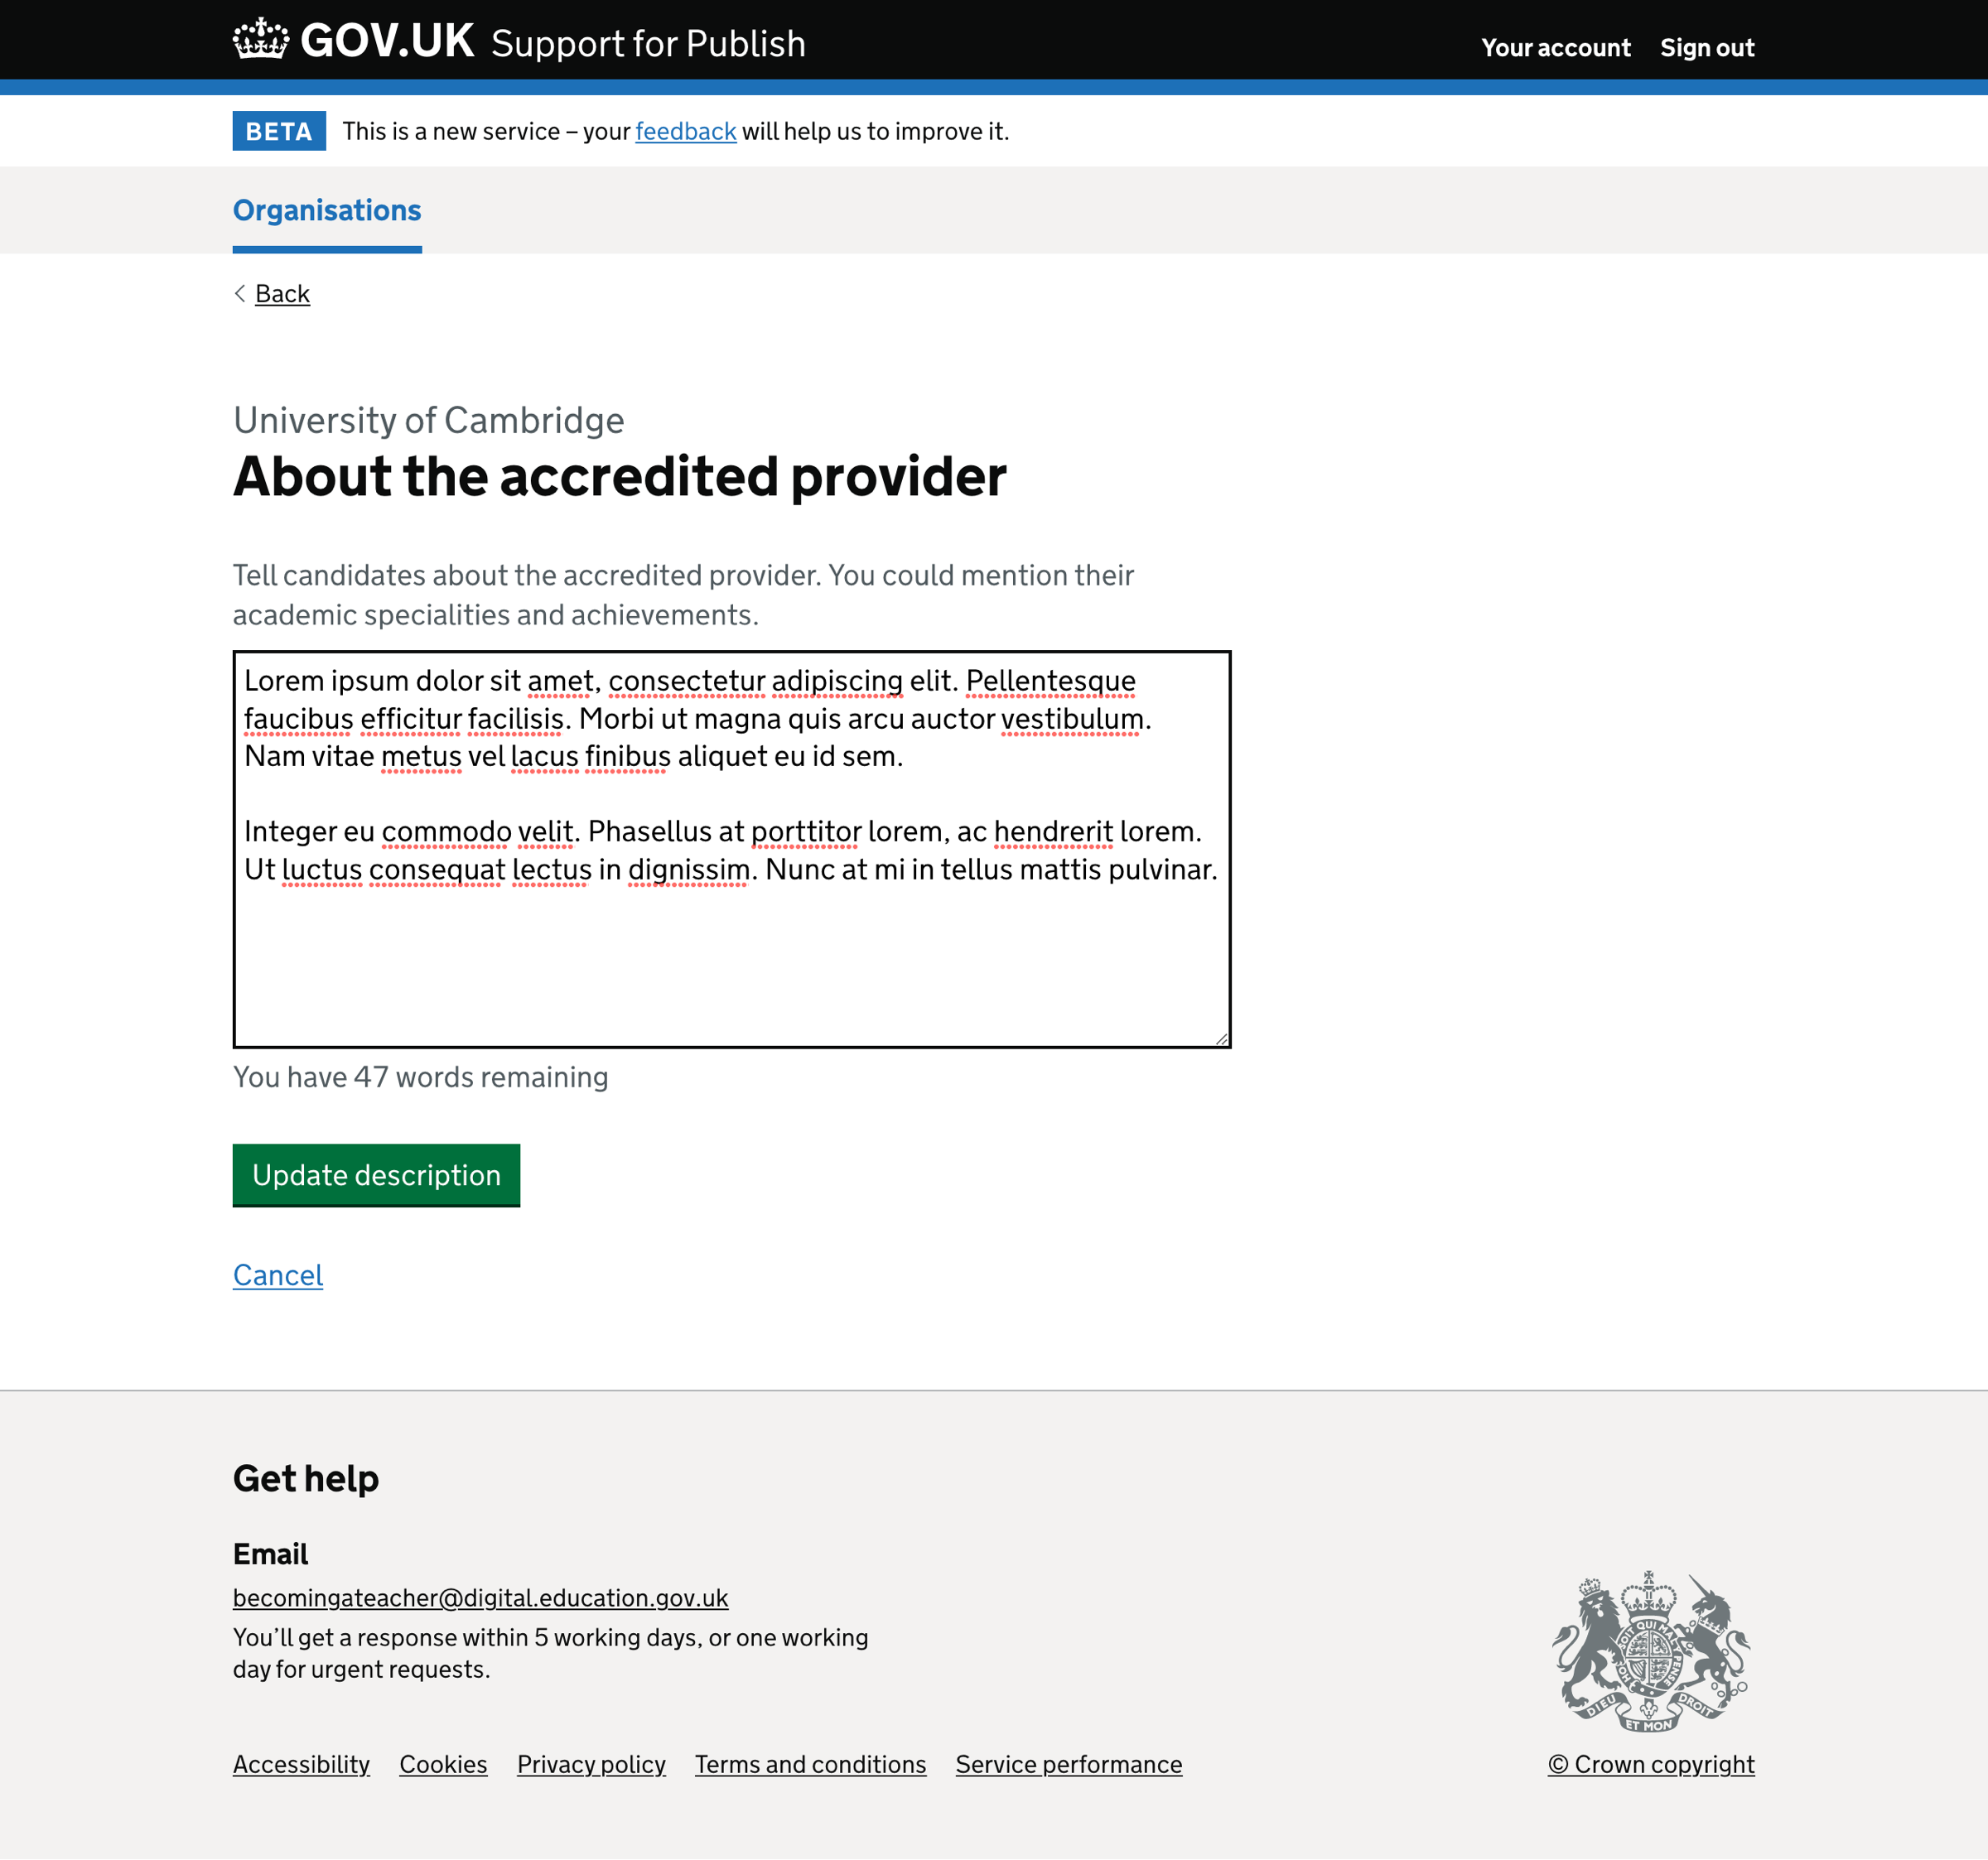 GOV.UK Support for Publish
Your account Sign out
BETA This is a new service – your feedback will help us to improve it.
Organisations
Back
University of Cambridge
About the accredited provider
Tell candidates about the accredited provider. You could mention their
academic specialities and achievements.
Lorem ipsum dolor sit amet, consectetur adipiscing elit. Pellentesque
faucibus efficitur facilisis. Morbi ut magna quis arcu auctor vestibulum.
Nam vitae metus vel lacus finibus aliquet eu id sem.
Integer eu commodo velit. Phasellus at porttitor lorem, ac hendrerit lorem.
Ut luctus consequat lectus in dignissim. Nunc at mi in tellus mattis pulvinar.
You have 47 words remaining
Update description
Cancel
Get help
Email
becomingateacher@digital.education.gov.uk
You’ll get a response within 5 working days, or one working
day for urgent requests.
DIEU ET MON DROIT
Accessibility Cookies Privacy policy Terms and conditions Service performance
© Crown copyright